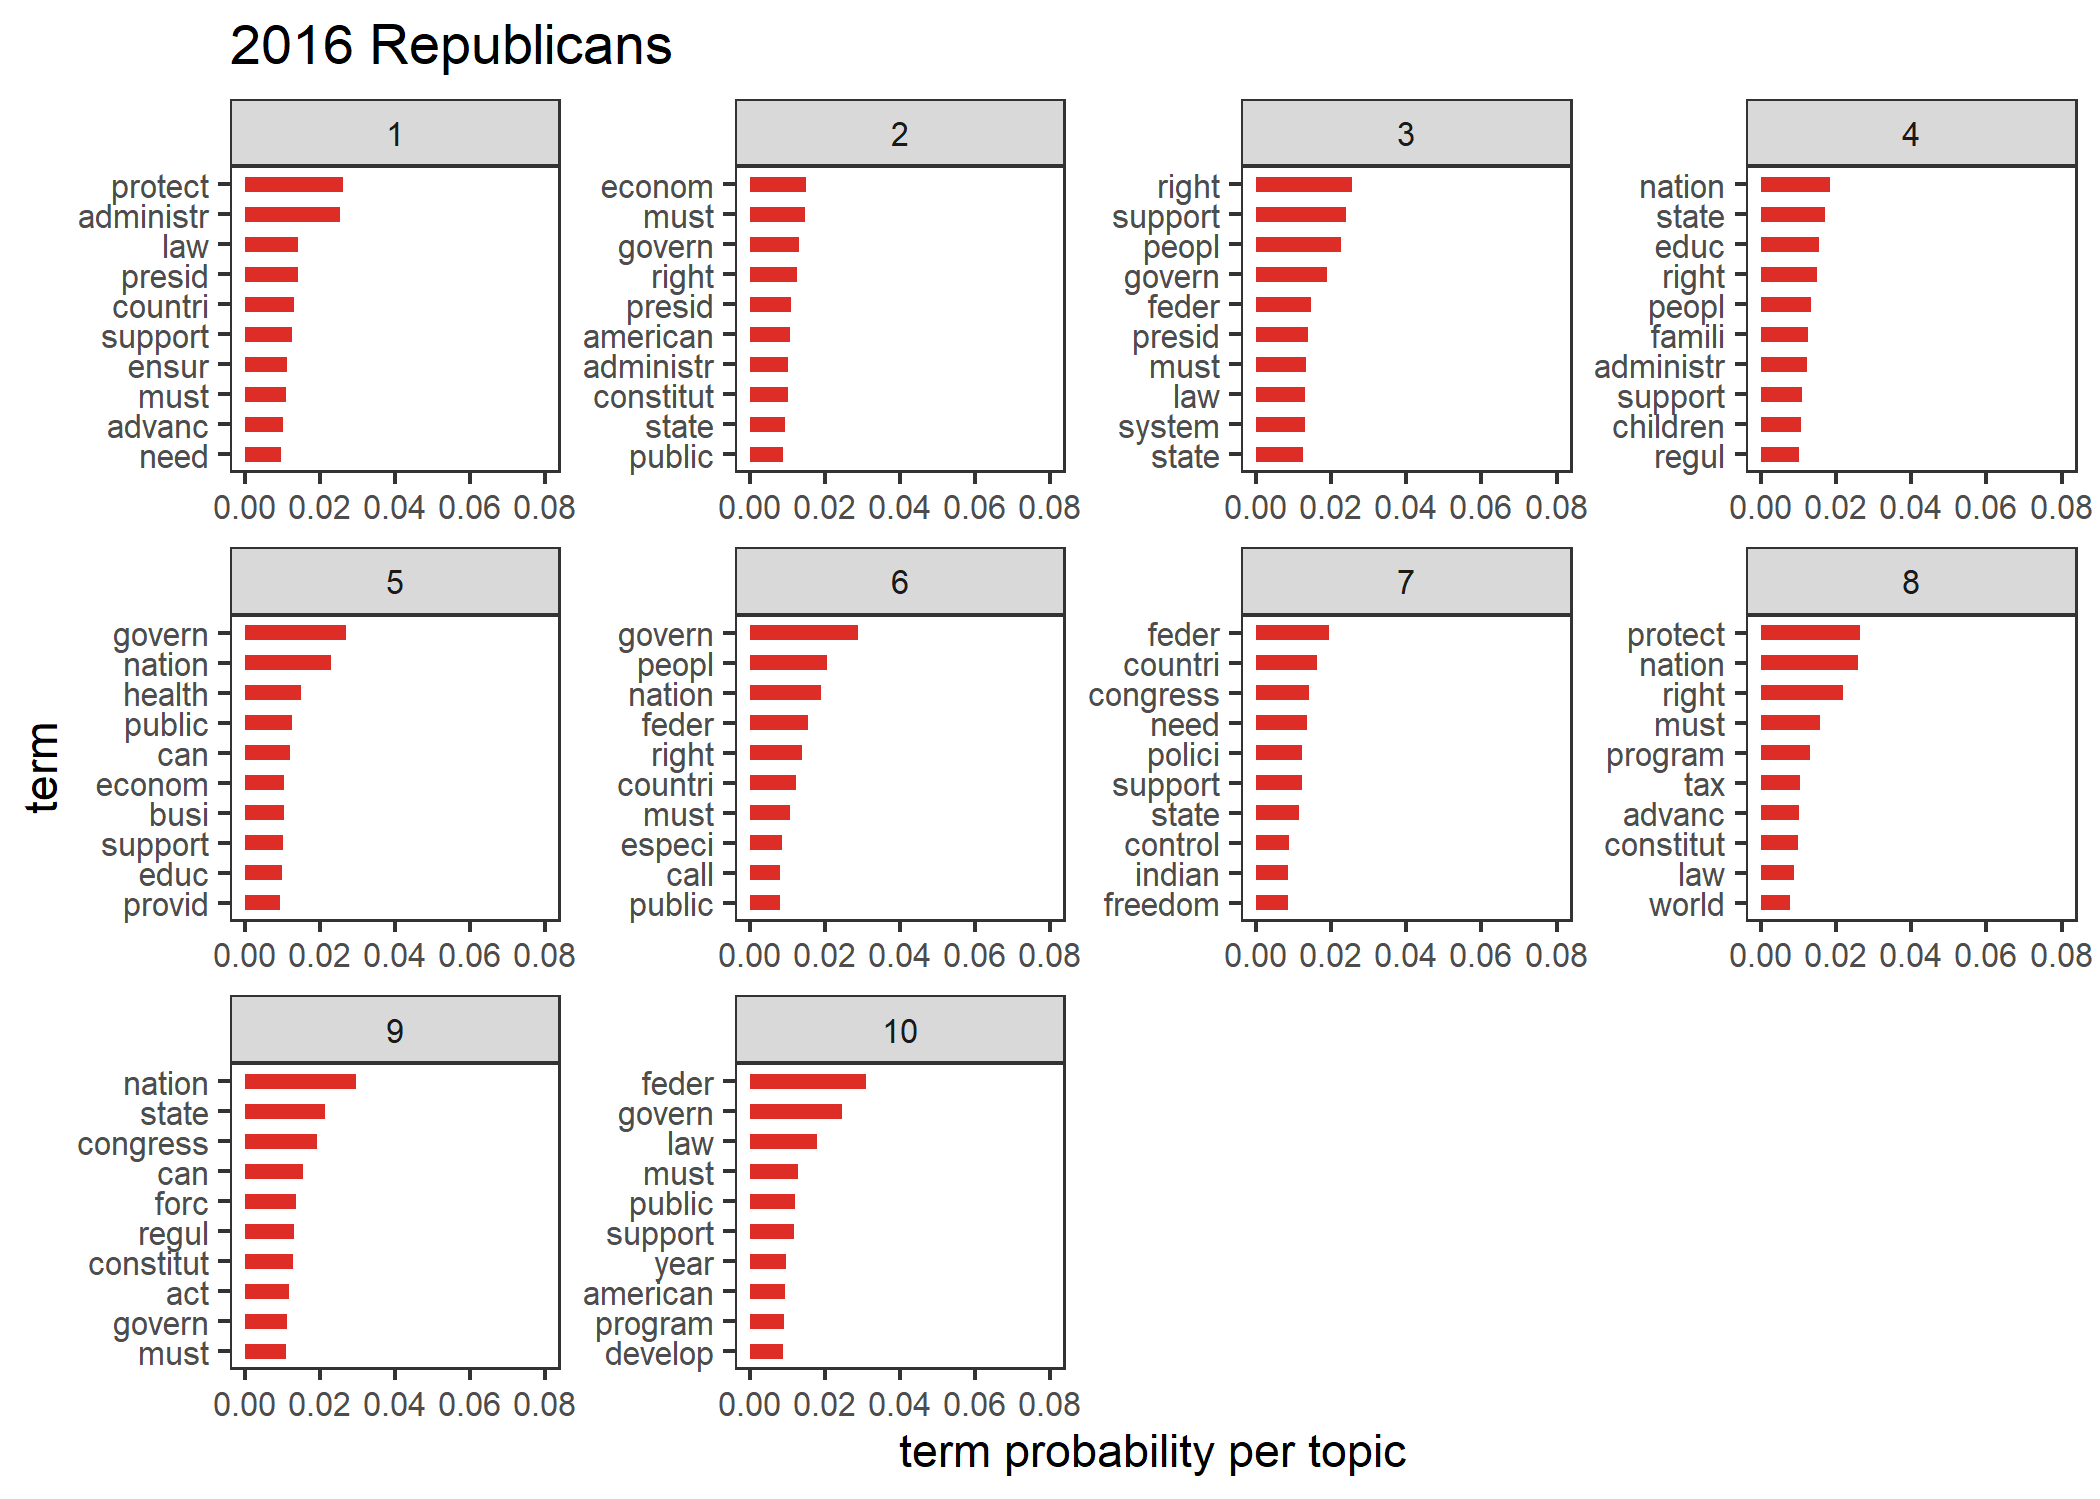 2016 Republicans
1
protect
administr
law
presid
countri
support
ensur
must
advanc
need
0.00 0.02 0.04 0.06 0.08
2
econom
must
govern
right
presid
american
administr
constitut
state
public
0.00 0.02 0.04 0.06 0.08
3
right
support
peopl
govern
feder
presid
must
law
system
state
0.00 0.02 0.04 0.06 0.08
4
nation
state
educ
right
peopl
famili
administr
support
children
regul
0.00 0.02 0.04 0.06 0.08
5
govern
nation
health
public
can
econom
busi
support
educ
provid
0.00 0.02 0.04 0.06 0.08
6
govern
peopl
nation
feder
right
countri
must
especi
call
public
0.00 0.02 0.04 0.06 0.08
7
feder
countri
congress
need
polici
support
state
control
indian
freedom
0.00 0.02 0.04 0.06 0.08
8
protect
nation
right
must
program
tax
advanc
constitut
law
world
0.00 0.02 0.04 0.06 0.08
9
nation
state
congress
can
forc
regul
constitut
act
govern
must
0.00 0.02 0.04 0.06 0.08
10
feder
govern
law
must
public
support
year
american
program
develop
0.00 0.02 0.04 0.06 0.08
term
term probability per topic